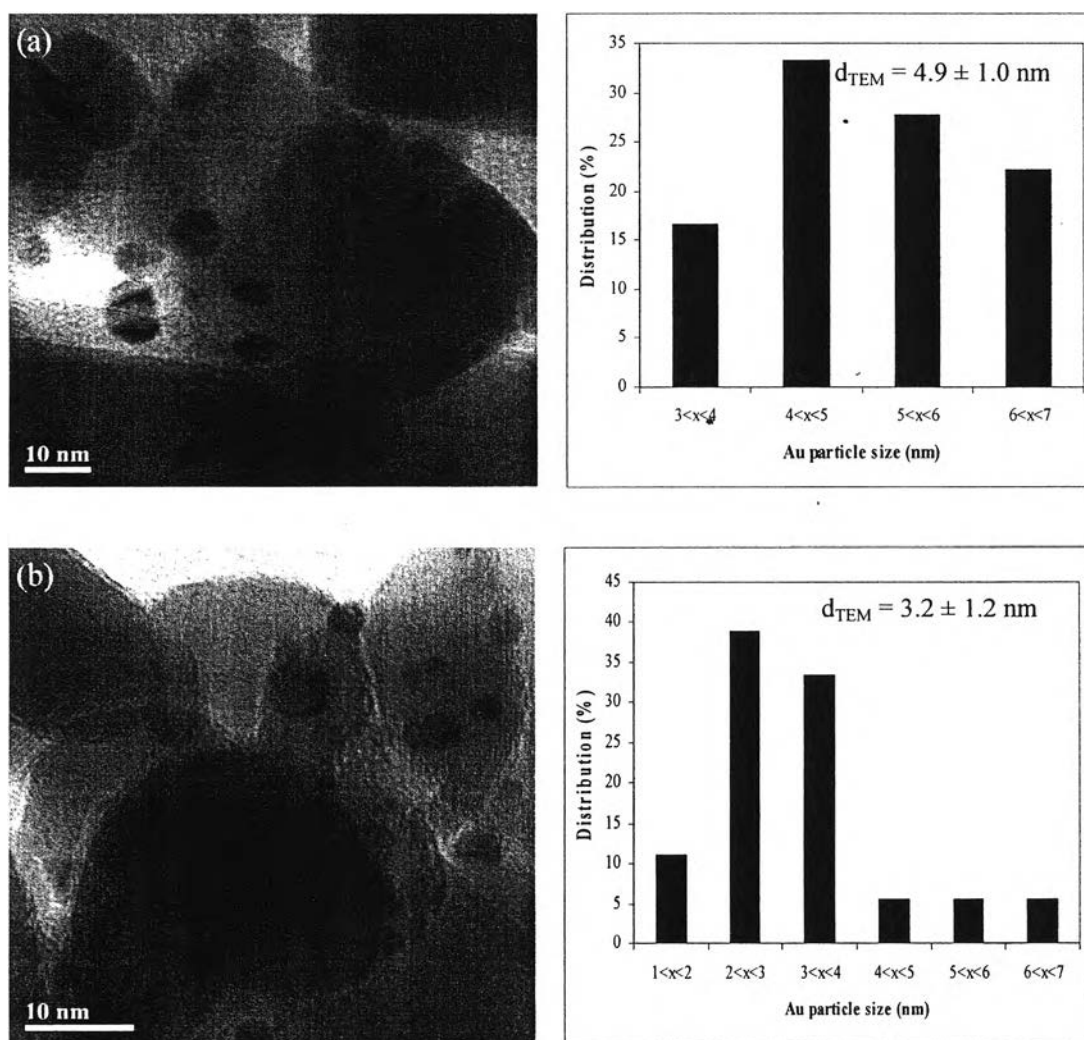 (a)
10 nm
d_TEM = 4.9 ± 1.0 nm
35
30
25
20
15
10
5
0
Distribution (%)
3<x<4
4<x<5
5<x<6
6<x<7
Au particle size (nm)
(b)
10 nm
d_TEM = 3.2 ± 1.2 nm
45
40
35
30
25
20
15
10
5
0
Distribution (%)
1<x<2
2<x<3
3<x<4
4<x<5
5<x<6
6<x<7
Au particle size (nm)